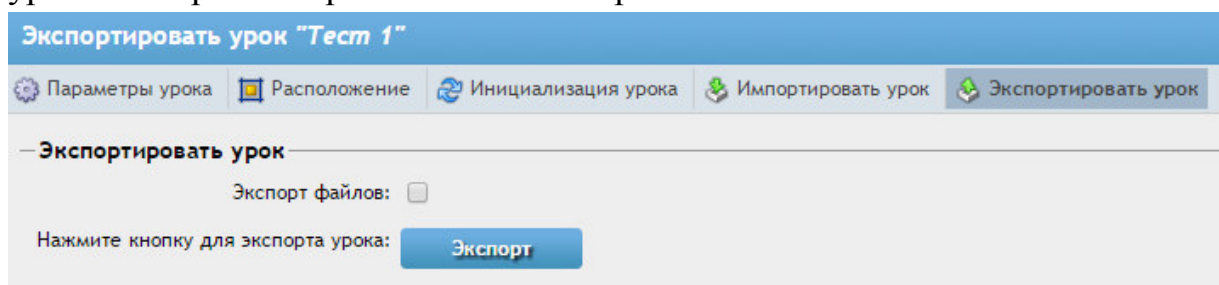 Экспортировать урок "Тест 1"
Параметры урока Расположение Инициализация урока Импортировать урок Экспортировать урок
Экспортировать урок
Экспорт файлов:
Нажмите кнопку для экспорта урока: Экспорт